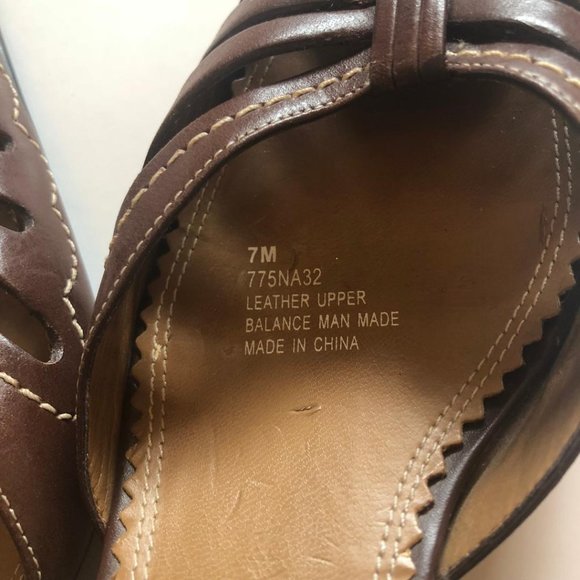 7M
775NA32
LEATHER UPPER
BALANCE MAN MADE
MADE IN CHINA